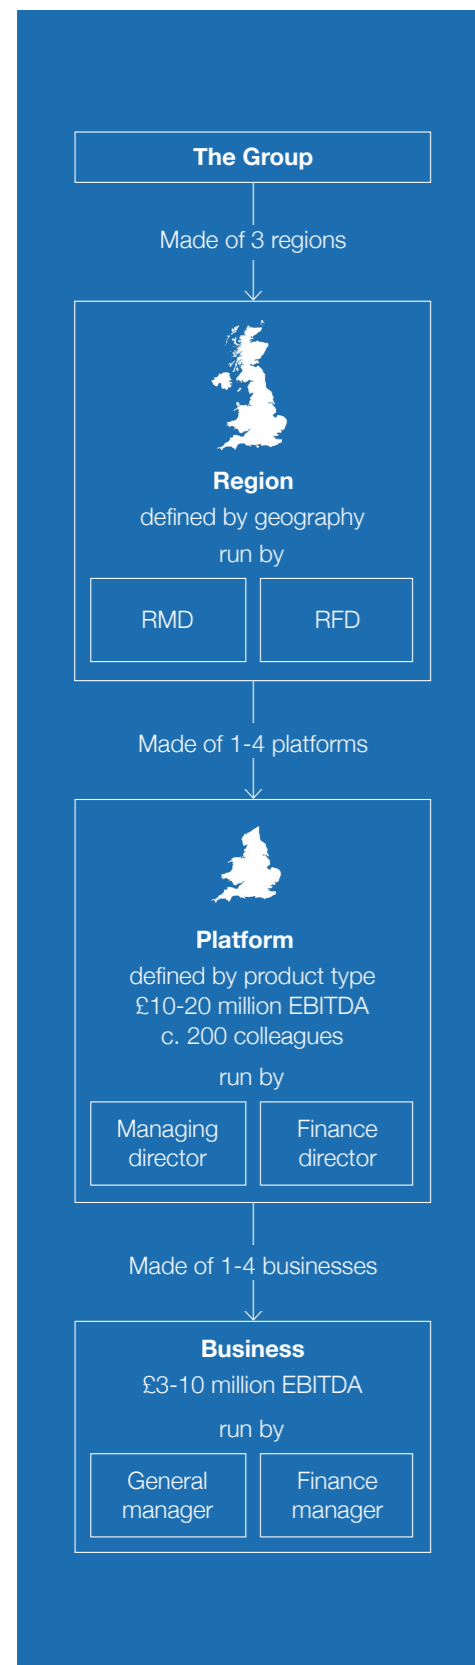 The Group
Made of 3 regions
Region
defined by geography
run by
RMD
RFD
Made of 1-4 platforms
Platform
defined by product type
£10-20 million EBITDA
c. 200 colleagues
run by
Managing
director
Finance
director
Made of 1-4 businesses
Business
£3-10 million EBITDA
run by
General
manager
Finance
manager